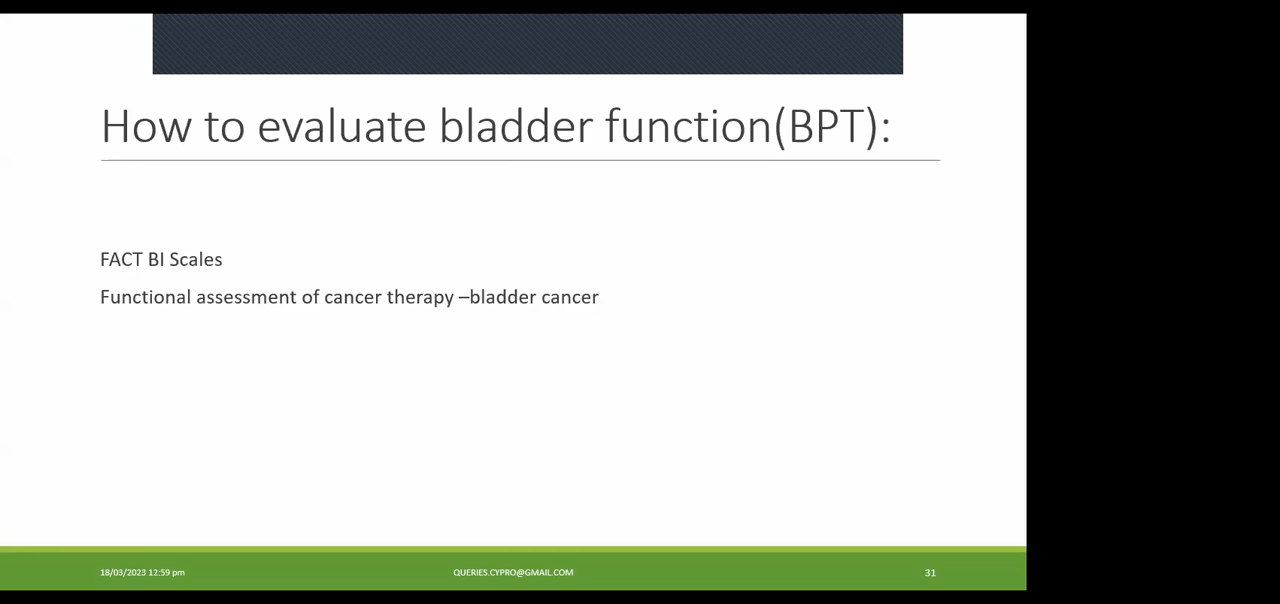 How to evaluate bladder function(BPT):
FACT BI Scales
Functional assessment of cancer therapy –bladder cancer
18/03/2023 12:59 pm
QUERIES.CYPRO@GMAIL.COM
31